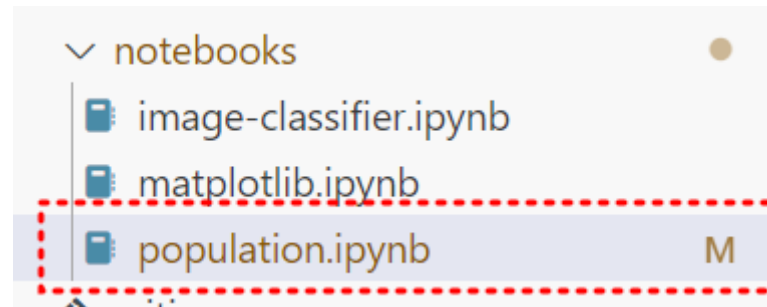 notebooks
image-classifier.ipynb
matplotlib.ipynb
population.ipynb M